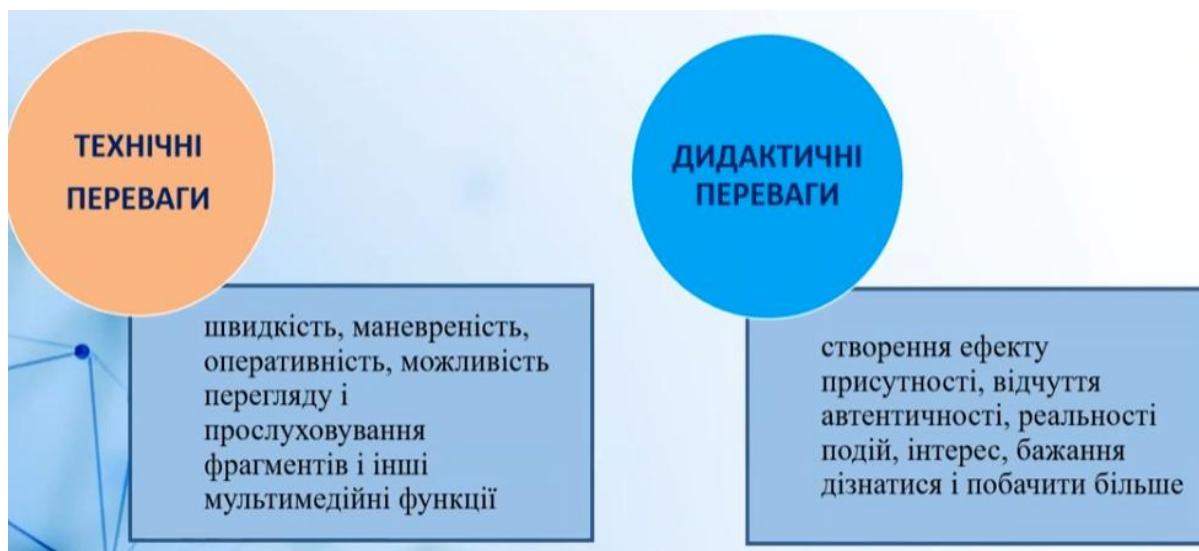 ТЕХНІЧНІ
ПЕРЕВАГИ
швидкість, маневреність,
оперативність, можливість
перегляду і
прослуховування
фрагментів і інші
мультимедійні функції
ДИДАКТИЧНІ
ПЕРЕВАГИ
створення ефекту
присутності, відчуття
автентичності, реальності
подій, інтерес, бажання
дізнатися і побачити більше